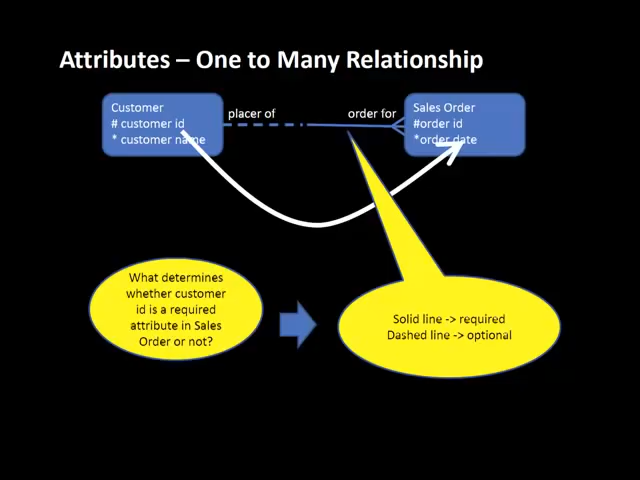 Attributes – One to Many Relationship
Customer
# customer id
* customer name
placer of
order for
Sales Order
#order id
*order date
What determines
whether customer
id is a required
attribute in Sales
Order or not?
Solid line -> required
Dashed line -> optional